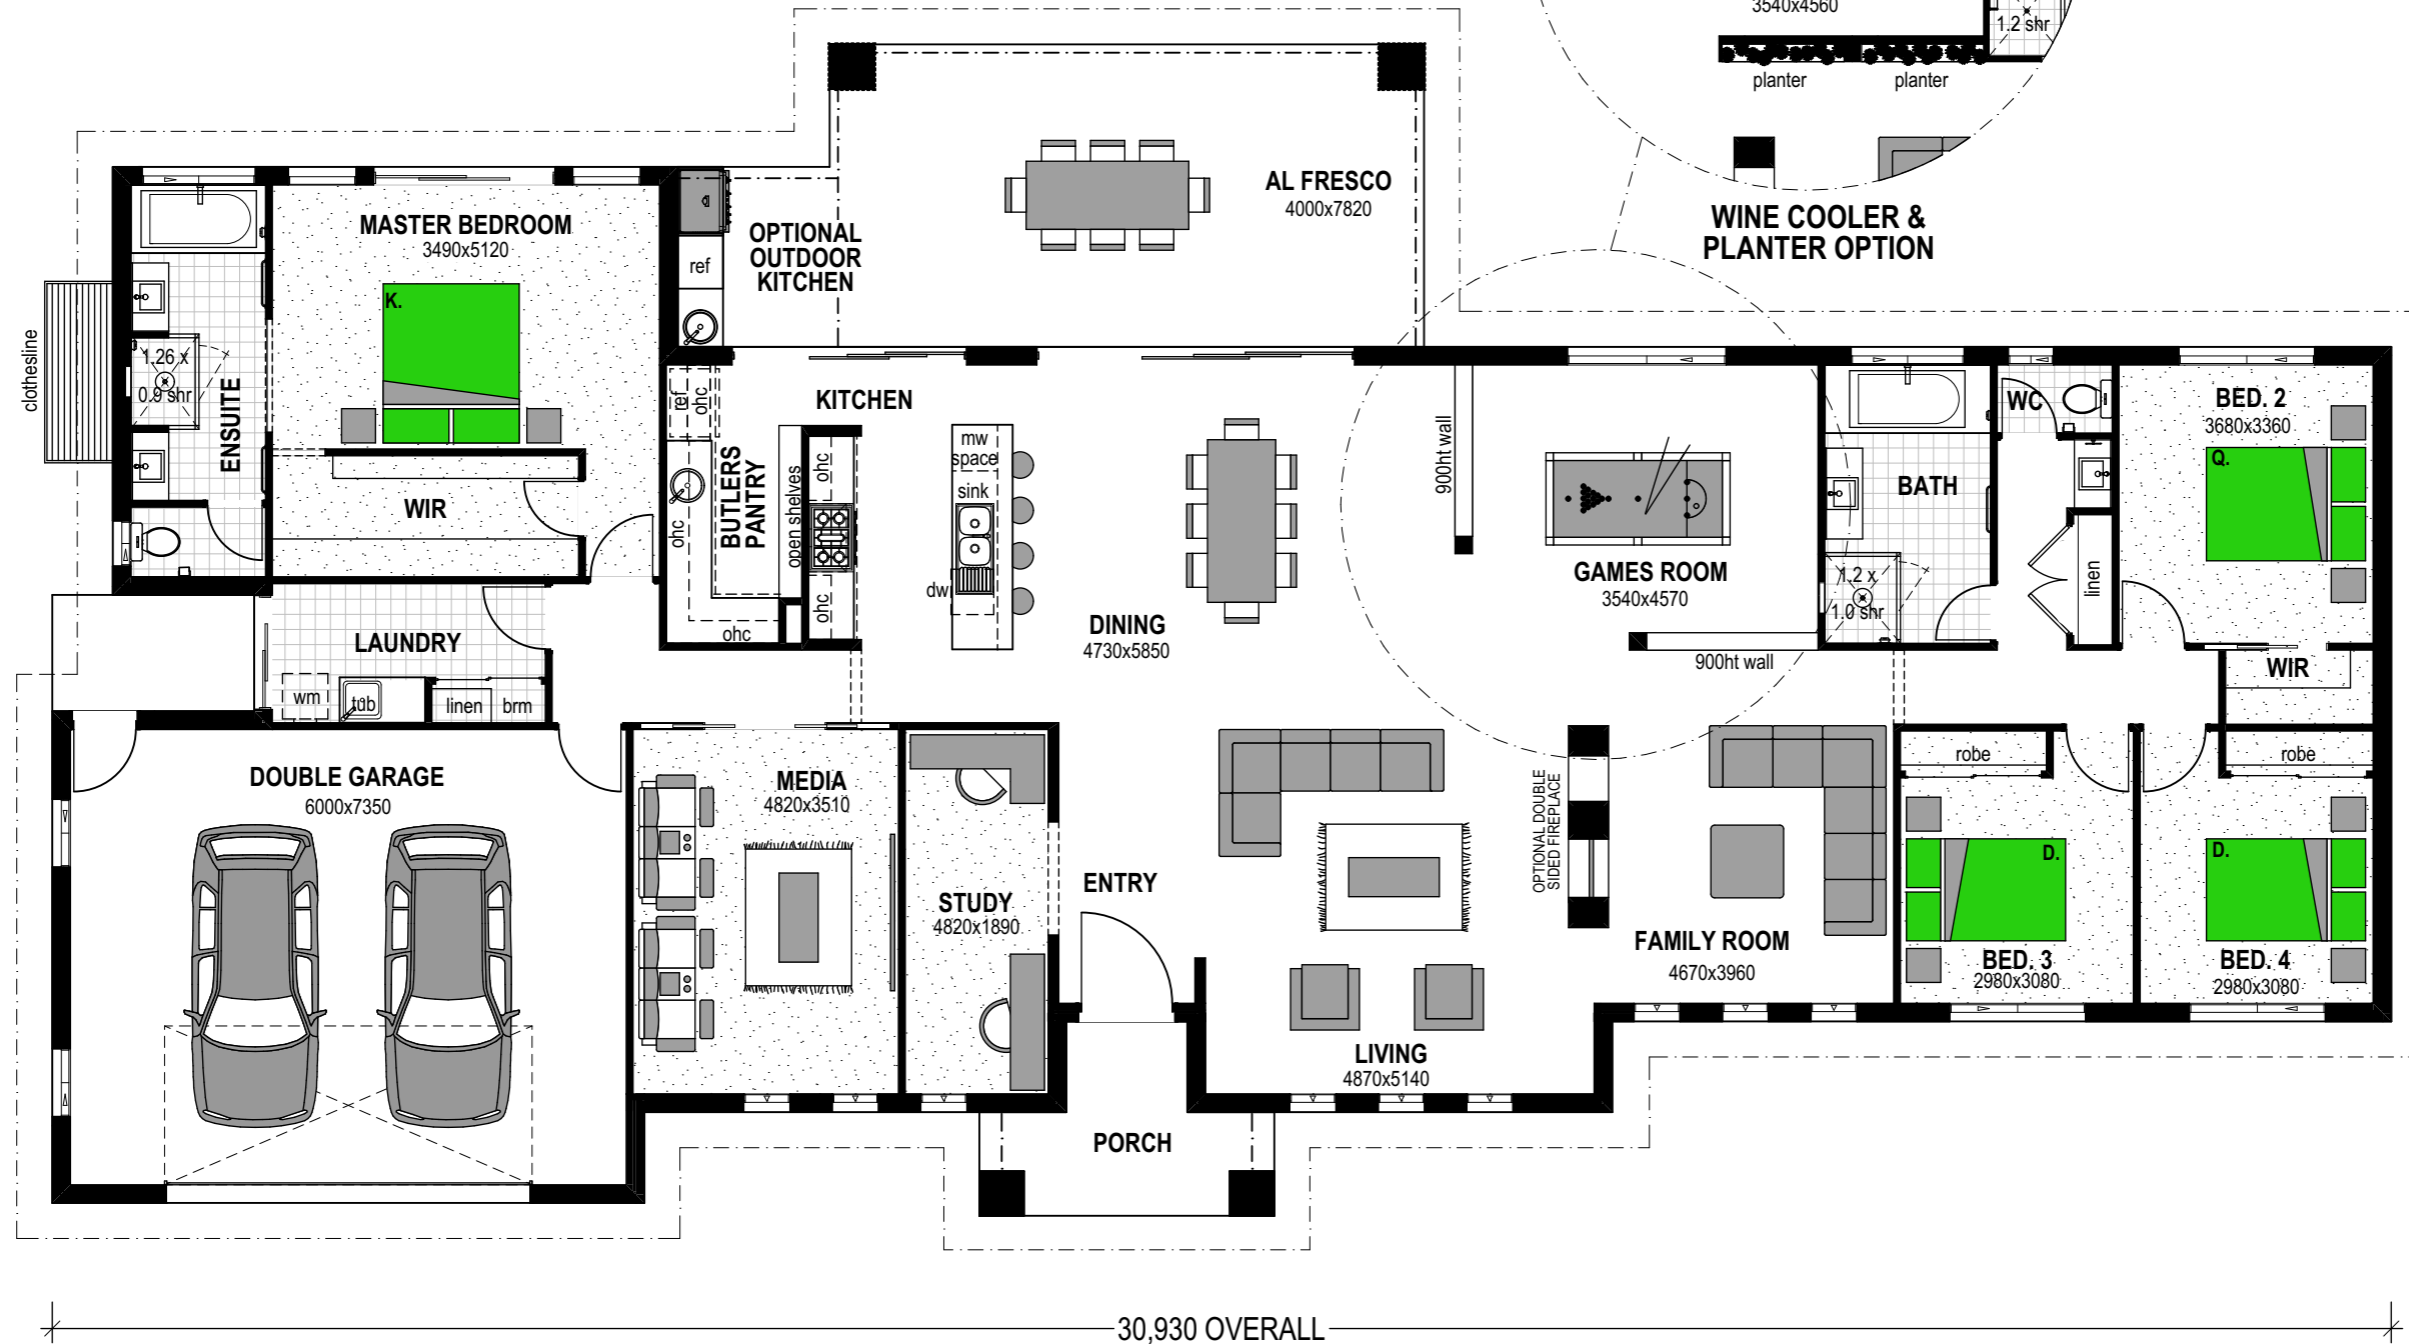 3540x4560
1.2 shr
planter
planter
WINE COOLER &
PLANTER OPTION
AL FRESCO
4000x7820
OPTIONAL
OUTDOOR
KITCHEN
ref
MASTER BEDROOM
3490x5120
K.
clothesline
1.26 x
0.9 shr
ENSUITE
WIR
KITCHEN
ref
ohc
BUTLERS
PANTRY
ohc
ohc
open shelves
ohc
ohc
mw
space
sink
dw
DINING
4730x5850
900ht wall
GAMES ROOM
3540x4570
900ht wall
BATH
1.2 x
1.0 shr
WC
linen
BED. 2
3680x3360
Q.
WIR
LAUNDRY
wm
tub
linen
brm
DOUBLE GARAGE
6000x7350
MEDIA
4820x3510
STUDY
4820x1890
ENTRY
PORCH
LIVING
4870x5140
OPTIONAL DOUBLE
SIDED FIREPLACE
FAMILY ROOM
4670x3960
robe
D.
BED. 3
2980x3080
robe
D.
BED. 4
2980x3080
30,930 OVERALL